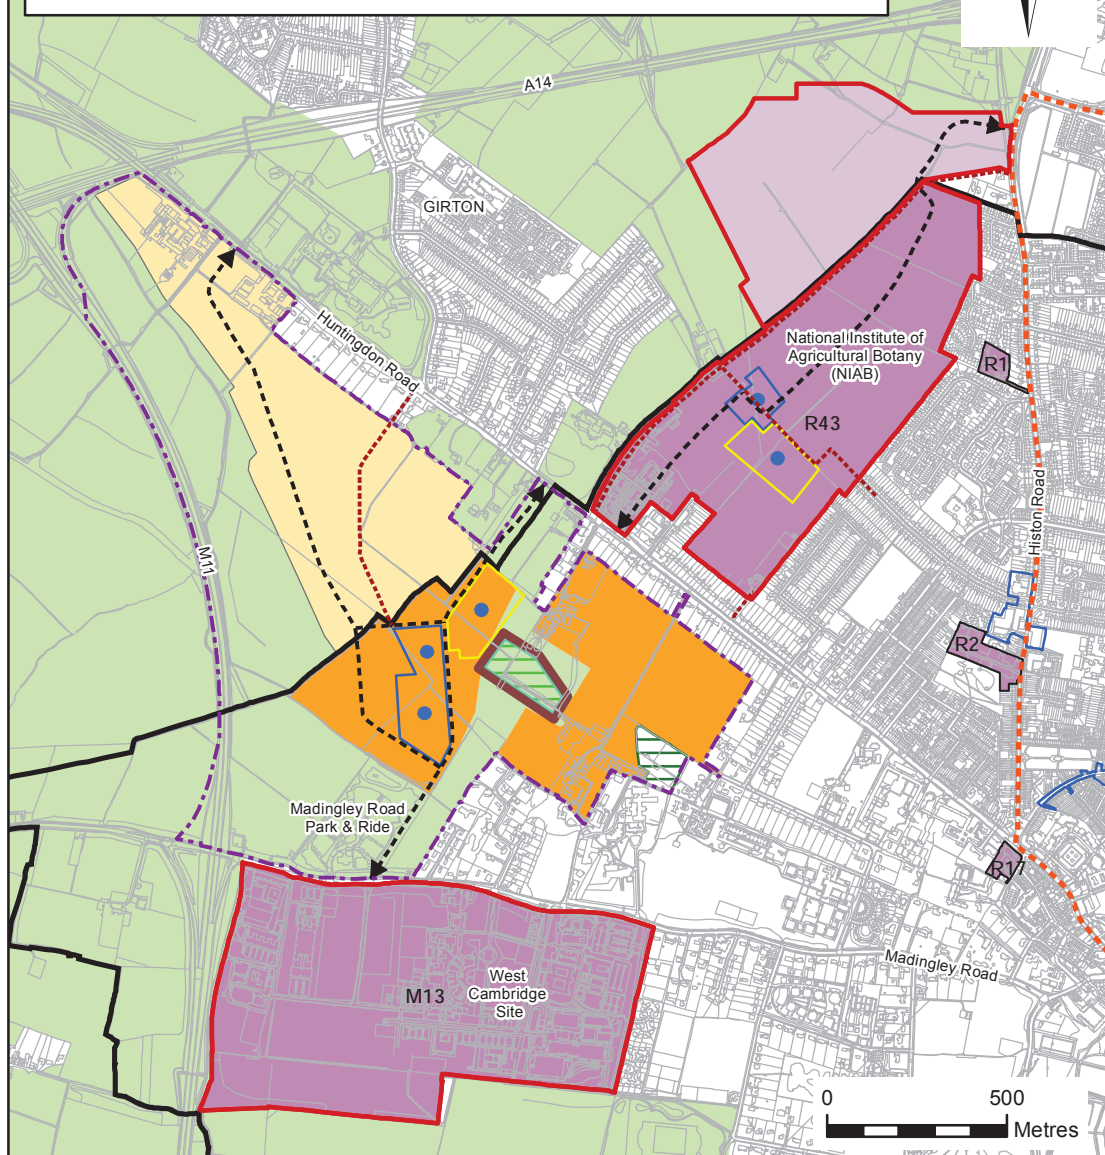 A14
GIRTON
Huntingdon Road
National Institute of
Agricultural Botany
(NIAB)
R1
R43
Histon Road
M11
R2
Madingley Road
Park & Ride
R17
Madingley Road
West
Cambridge
Site
M13
0 500
Metres